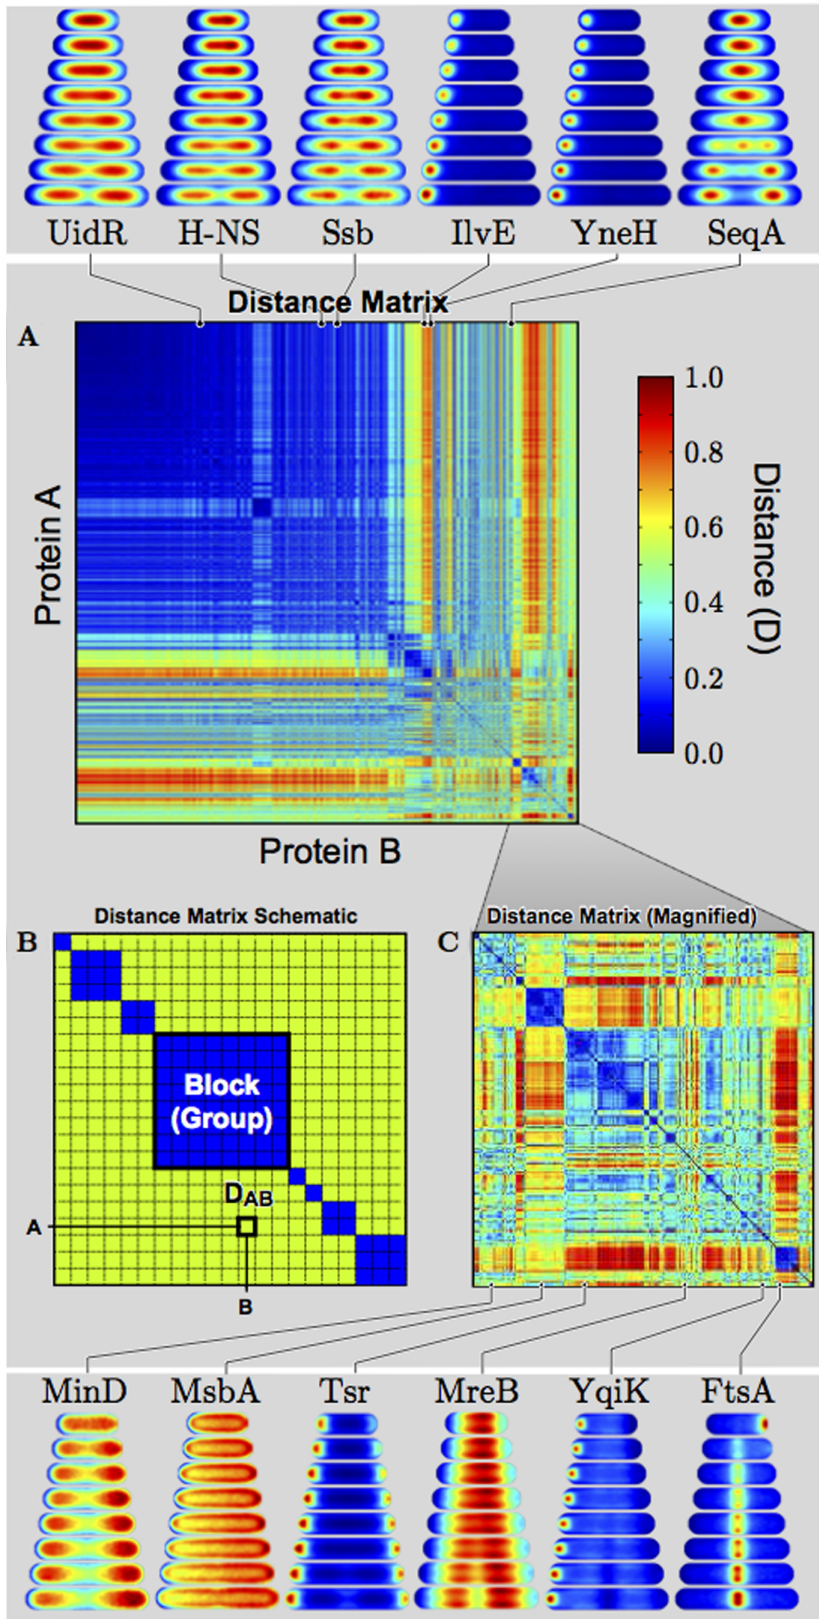 UidR H-NS Ssb IlvE YneH SeqA
Distance Matrix
A
Protein A
1.0
0.8
0.6
0.4
0.2
0.0
Distance (D)
Protein B
Distance Matrix Schematic
Distance Matrix (Magnified)
B
C
Block
(Group)
DAB
A
B
MinD MsbA Tsr MreB YqiK FtsA